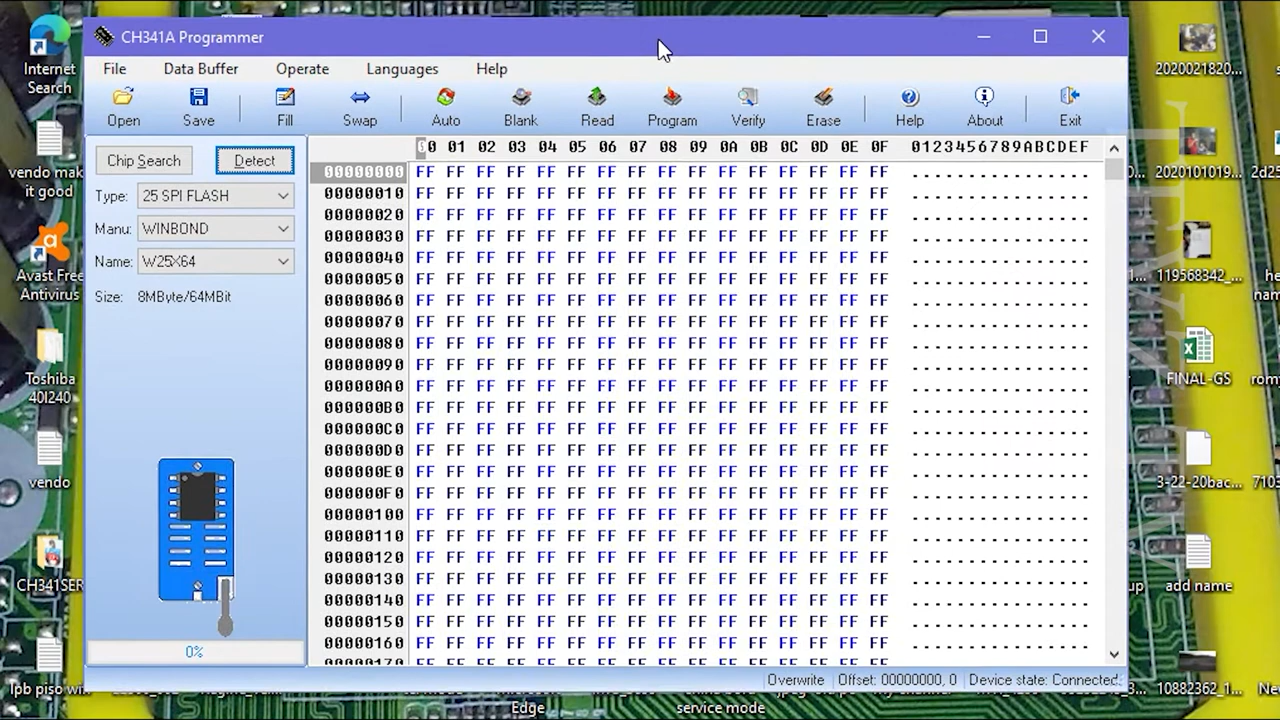 CH341A Programmer
File Data Buffer Operate Languages Help
Open Save Fill Swap Auto Blank Read Program Verify Erase Help About Exit
Chip Search Detect
Type: 25 SPI FLASH
Manu: WINBOND
Name: W25X64
Size: 8MByte/64MBit
0%
0 01 02 03 04 05 06 07 08 09 0A 0B 0C 0D 0E 0F 0123456789ABCDEF
00000000 FF FF FF FF FF FF FF FF FF FF FF FF FF FF FF FF ................
00000010 FF FF FF FF FF FF FF FF FF FF FF FF FF FF FF FF ................
00000020 FF FF FF FF FF FF FF FF FF FF FF FF FF FF FF FF ................
00000030 FF FF FF FF FF FF FF FF FF FF FF FF FF FF FF FF ................
00000040 FF FF FF FF FF FF FF FF FF FF FF FF FF FF FF FF ................
00000050 FF FF FF FF FF FF FF FF FF FF FF FF FF FF FF FF ................
00000060 FF FF FF FF FF FF FF FF FF FF FF FF FF FF FF FF ................
00000070 FF FF FF FF FF FF FF FF FF FF FF FF FF FF FF FF ................
00000080 FF FF FF FF FF FF FF FF FF FF FF FF FF FF FF FF ................
00000090 FF FF FF FF FF FF FF FF FF FF FF FF FF FF FF FF ................
000000A0 FF FF FF FF FF FF FF FF FF FF FF FF FF FF FF FF ................
000000B0 FF FF FF FF FF FF FF FF FF FF FF FF FF FF FF FF ................
000000C0 FF FF FF FF FF FF FF FF FF FF FF FF FF FF FF FF ................
000000D0 FF FF FF FF FF FF FF FF FF FF FF FF FF FF FF FF ................
000000E0 FF FF FF FF FF FF FF FF FF FF FF FF FF FF FF FF ................
000000F0 FF FF FF FF FF FF FF FF FF FF FF FF FF FF FF FF ................
00000100 FF FF FF FF FF FF FF FF FF FF FF FF FF FF FF FF ................
00000110 FF FF FF FF FF FF FF FF FF FF FF FF FF FF FF FF ................
00000120 FF FF FF FF FF FF FF FF FF FF FF FF FF FF FF FF ................
00000130 FF FF FF FF FF FF FF FF FF FF FF FF FF FF FF FF ................
00000140 FF FF FF FF FF FF FF FF FF FF FF FF FF FF FF FF ................
00000150 FF FF FF FF FF FF FF FF FF FF FF FF FF FF FF FF ................
00000160 FF FF FF FF FF FF FF FF FF FF FF FF FF FF FF FF ................
Overwrite Offset: 00000000, 0 Device state: Connected.
Internet
Search
vendo mak
it good
Avast Free
Antivirus
Toshiba
40l240
vendo
CH341SER
Edge
service mode
2020021820...
2020101019...
119568342_...
FINAL-GS
3-22-20bac...
add name
10882362_1...